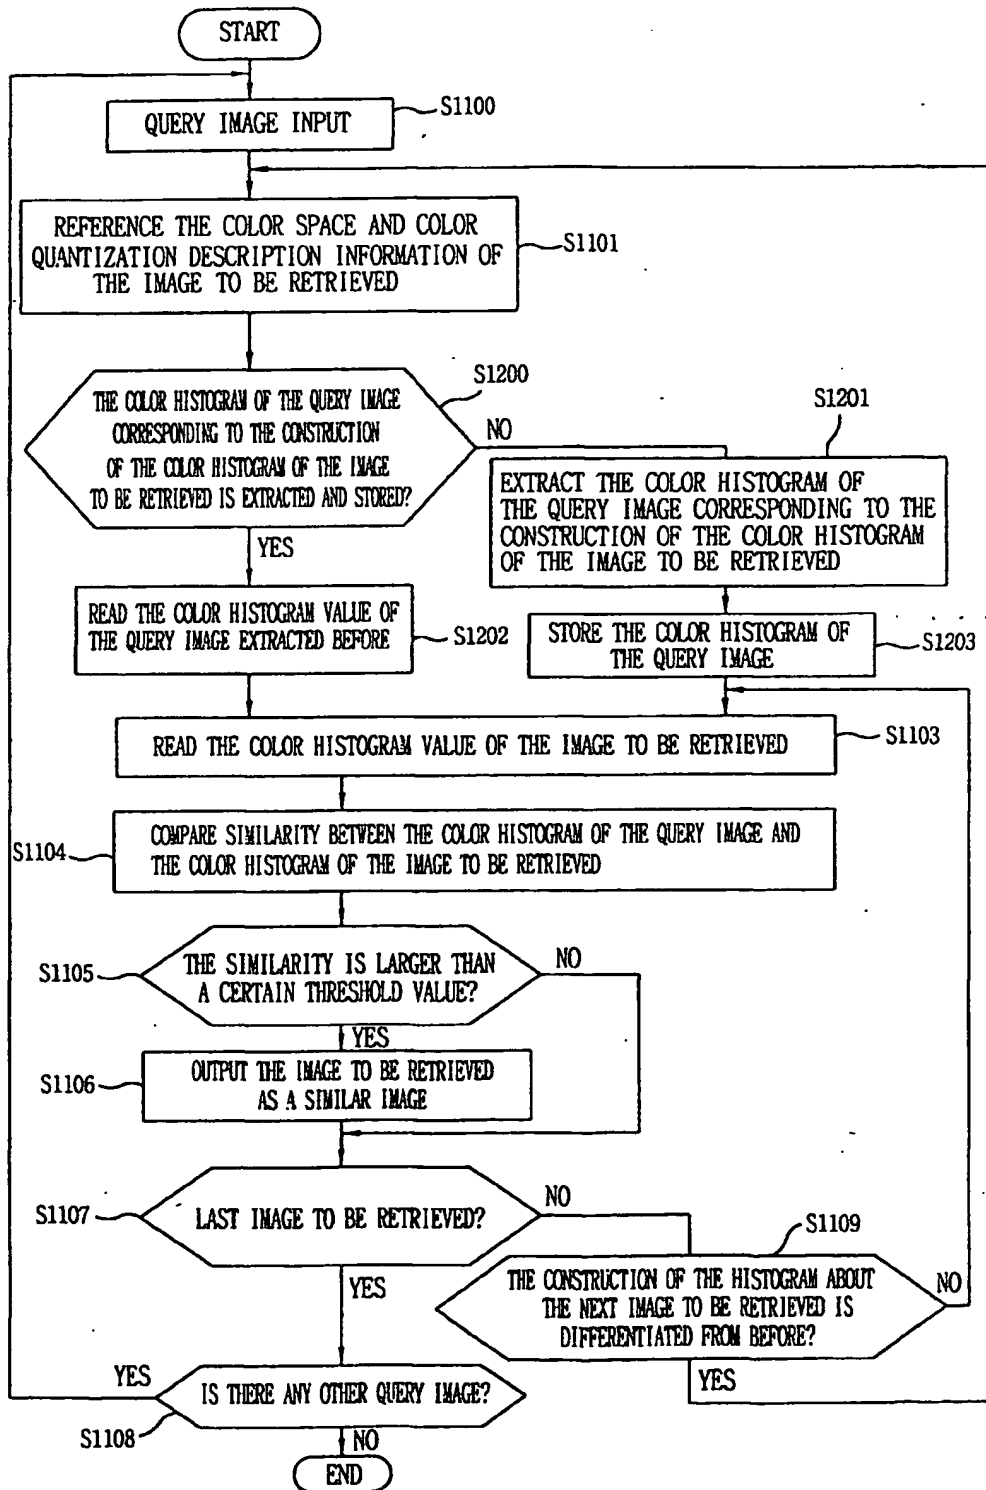 START
S1100
QUERY IMAGE INPUT
REFERENCE THE COLOR SPACE AND COLOR
QUANTIZATION DESCRIPTION INFORMATION OF
THE IMAGE TO BE RETRIEVED
S1101
S1200
THE COLOR HISTOGRAM OF THE QUERY IMAGE
CORRESPONDING TO THE CONSTRUCTION
OF THE COLOR HISTOGRAM OF THE IMAGE
TO BE RETRIEVED IS EXTRACTED AND STORED?
NO
YES
S1201
EXTRACT THE COLOR HISTOGRAM OF
THE QUERY IMAGE CORRESPONDING TO THE
CONSTRUCTION OF THE COLOR HISTOGRAM
OF THE IMAGE TO BE RETRIEVED
READ THE COLOR HISTOGRAM VALUE OF
THE QUERY IMAGE EXTRACTED BEFORE
S1202
STORE THE COLOR HISTOGRAM OF
THE QUERY IMAGE
S1203
READ THE COLOR HISTOGRAM VALUE OF THE IMAGE TO BE RETRIEVED
S1103
S1104
COMPARE SIMILARITY BETWEEN THE COLOR HISTOGRAM OF THE QUERY IMAGE AND
THE COLOR HISTOGRAM OF THE IMAGE TO BE RETRIEVED
S1105
THE SIMILARITY IS LARGER THAN
A CERTAIN THRESHOLD VALUE?
NO
YES
S1106
OUTPUT THE IMAGE TO BE RETRIEVED
AS A SIMILAR IMAGE
S1107
LAST IMAGE TO BE RETRIEVED?
NO
YES
S1109
THE CONSTRUCTION OF THE HISTOGRAM ABOUT
THE NEXT IMAGE TO BE RETRIEVED IS
DIFFERENTIATED FROM BEFORE?
NO
YES
YES
IS THERE ANY OTHER QUERY IMAGE?
S1108
NO
END